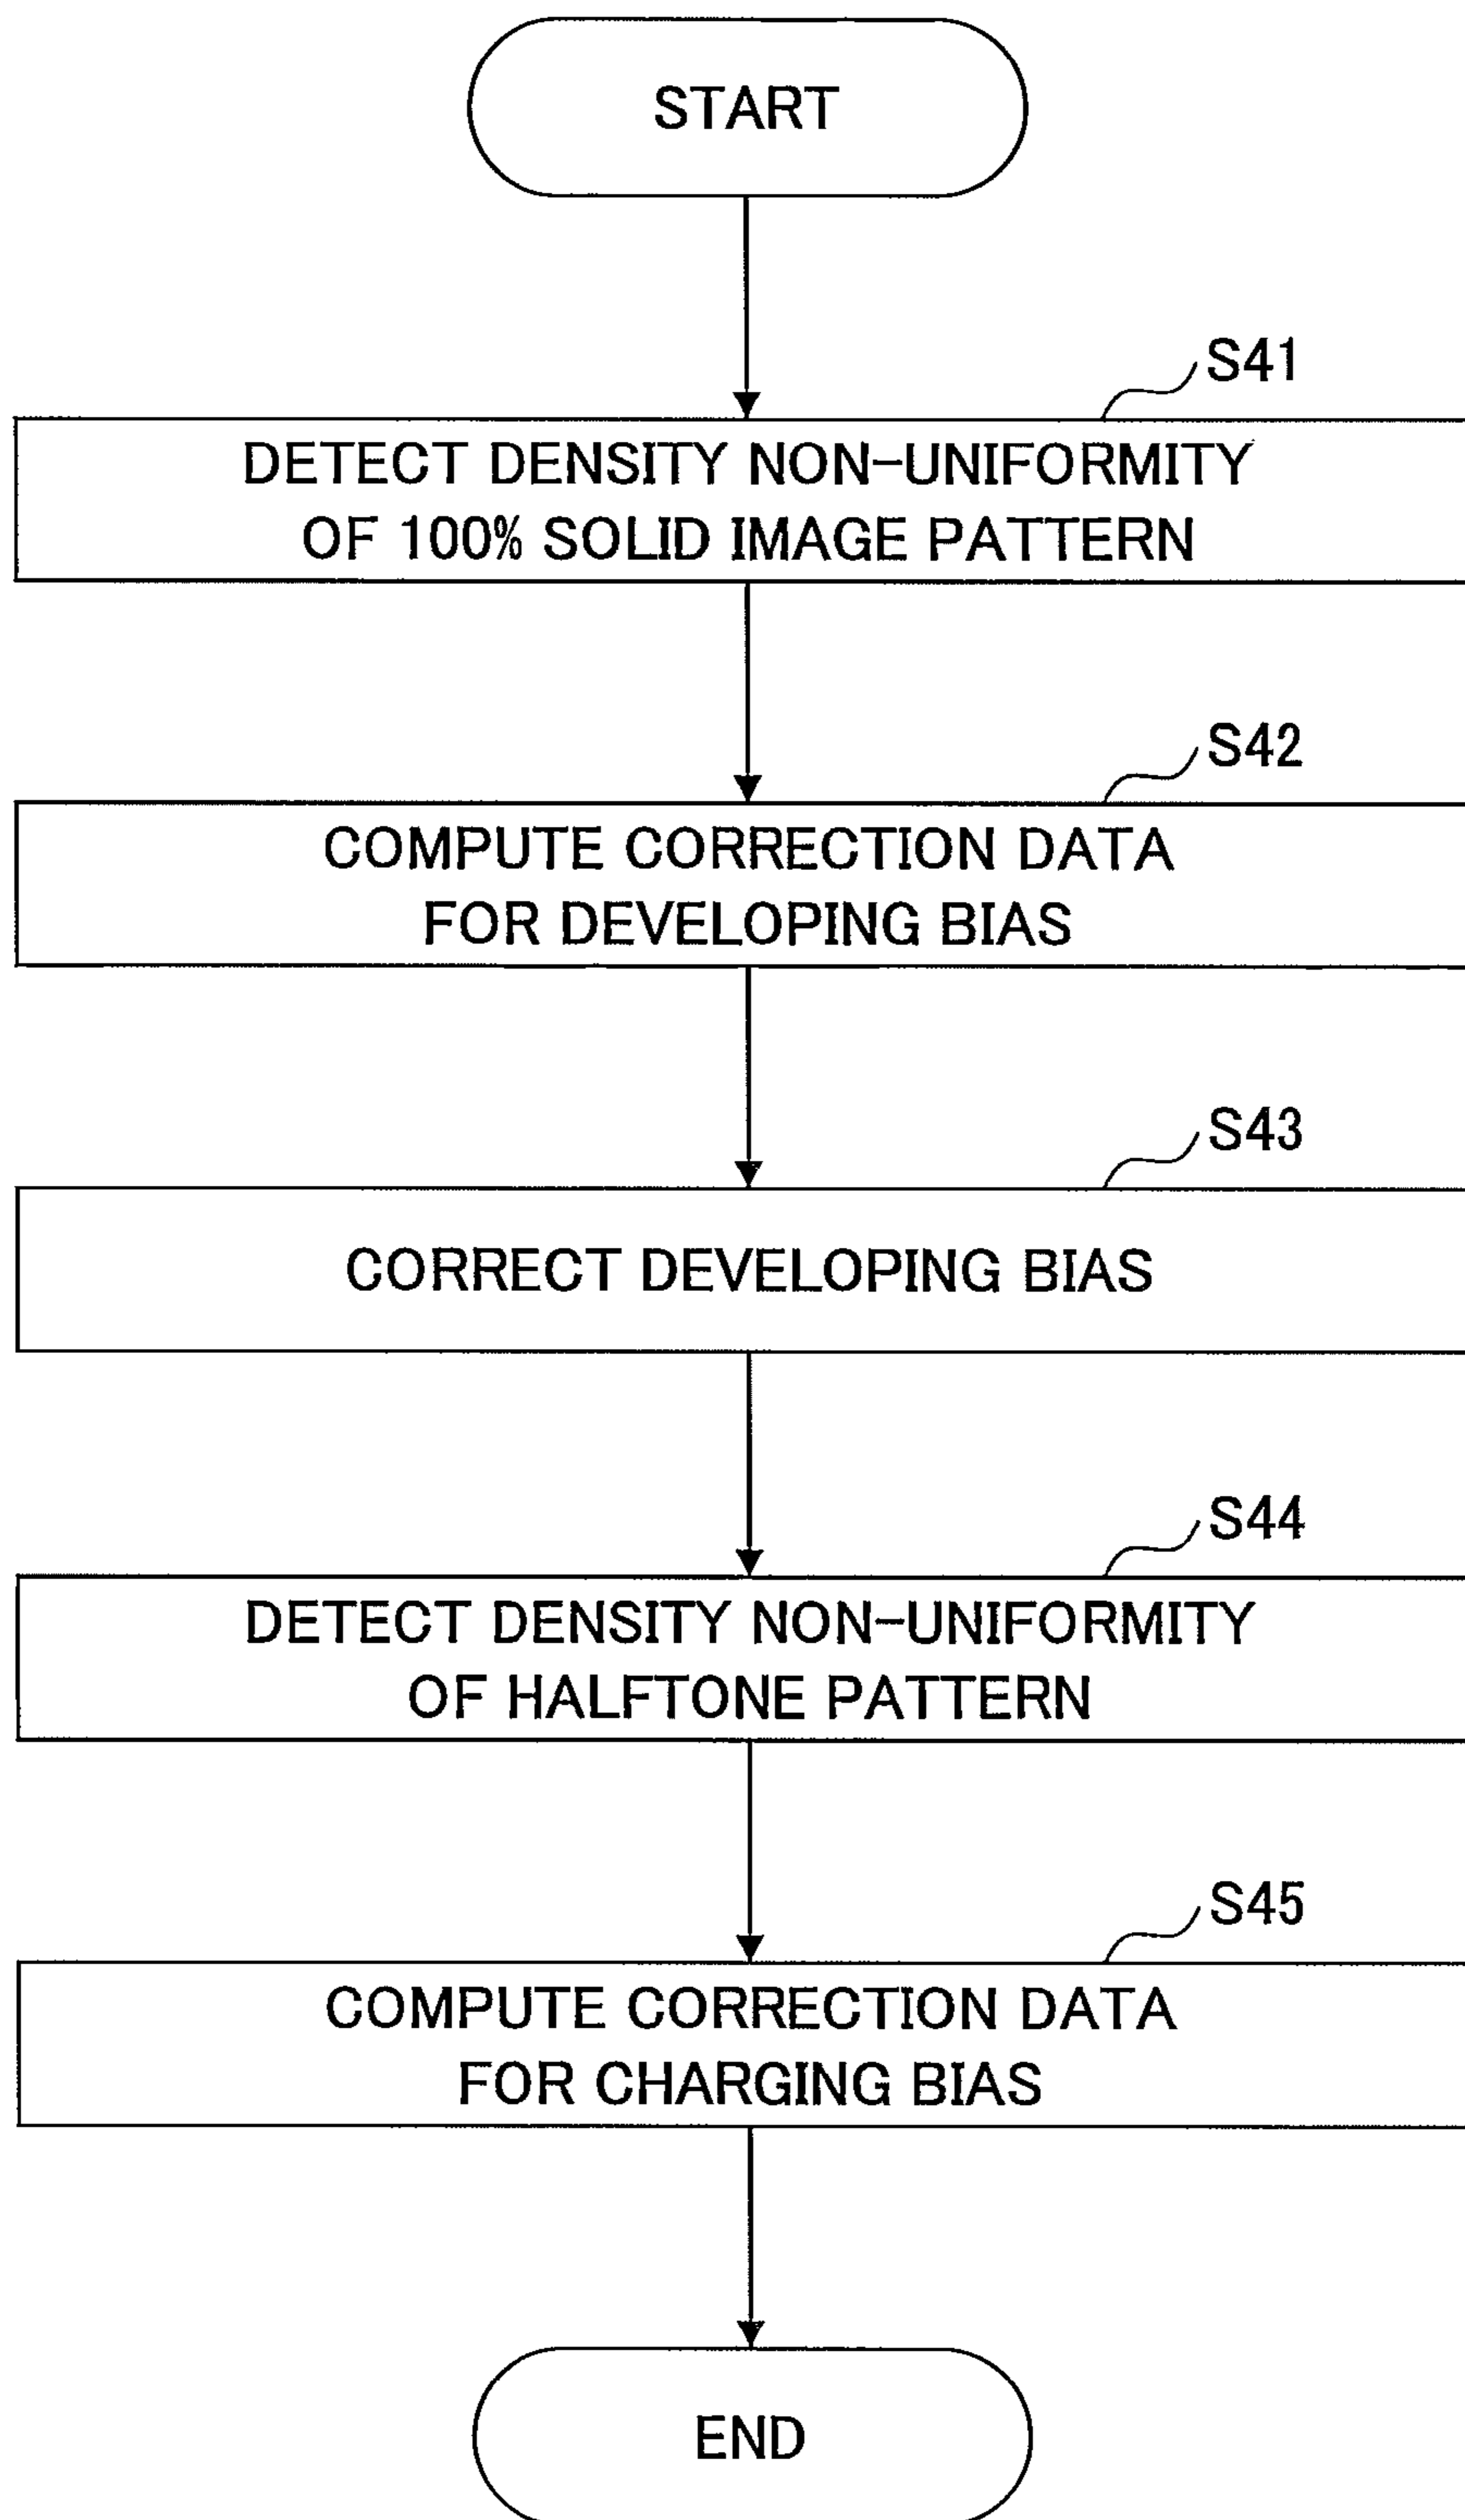 START
S41
DETECT DENSITY NON-UNIFORMITY
OF 100% SOLID IMAGE PATTERN
S42
COMPUTE CORRECTION DATA
FOR DEVELOPING BIAS
S43
CORRECT DEVELOPING BIAS
S44
DETECT DENSITY NON-UNIFORMITY
OF HALFTONE PATTERN
S45
COMPUTE CORRECTION DATA
FOR CHARGING BIAS
END